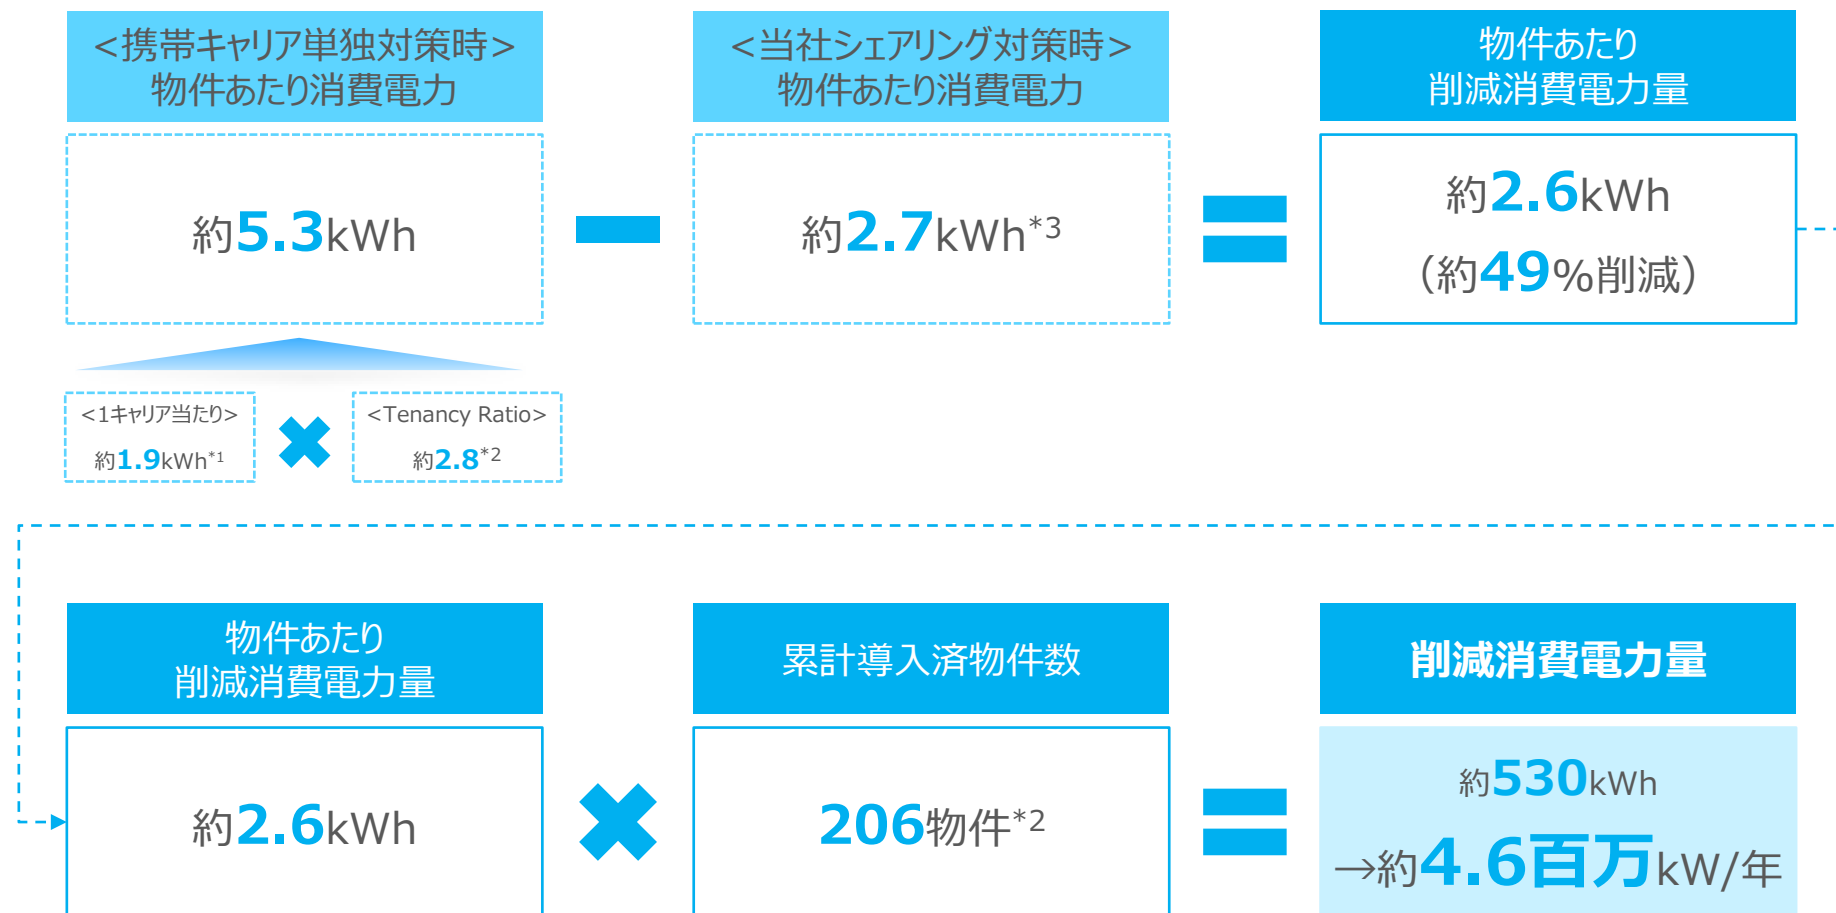 <携帯キャリア単独対策時>
物件あたり消費電力
約5.3kWh
<当社シェアリング対策時>
物件あたり消費電力
約2.7kWh*3
物件あたり
削減消費電力量
約2.6kWh
（約49%削減）
<1キャリア当たり>
約1.9kWh*1
<Tenancy Ratio>
約2.8*2
物件あたり
削減消費電力量
約2.6kWh
累計導入済物件数
206物件*2
削減消費電力量
約530kWh
→約4.6百万kW/年